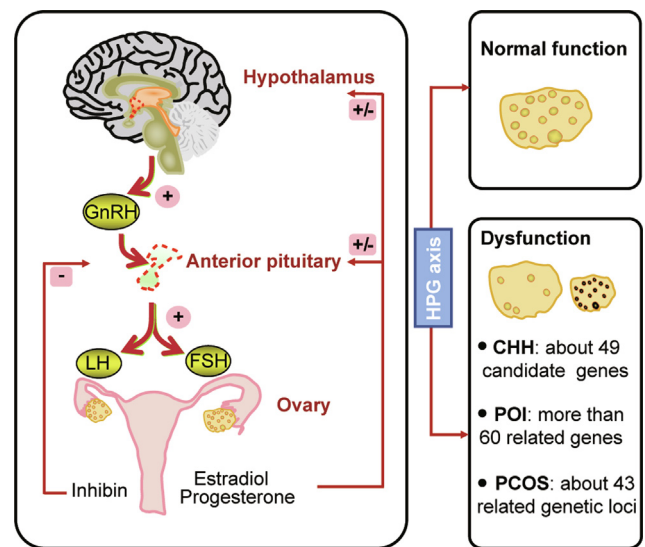 Hypothalamus
+/-
+
GnRH
+/-
Anterior pituitary
-
+
LH
FSH
Ovary
Inhibin
Estradiol
Progesterone
HPG axis
Normal function
Dysfunction
• CHH: about 49
candidate genes
• POI: more than
60 related genes
• PCOS: about 43
related genetic loci